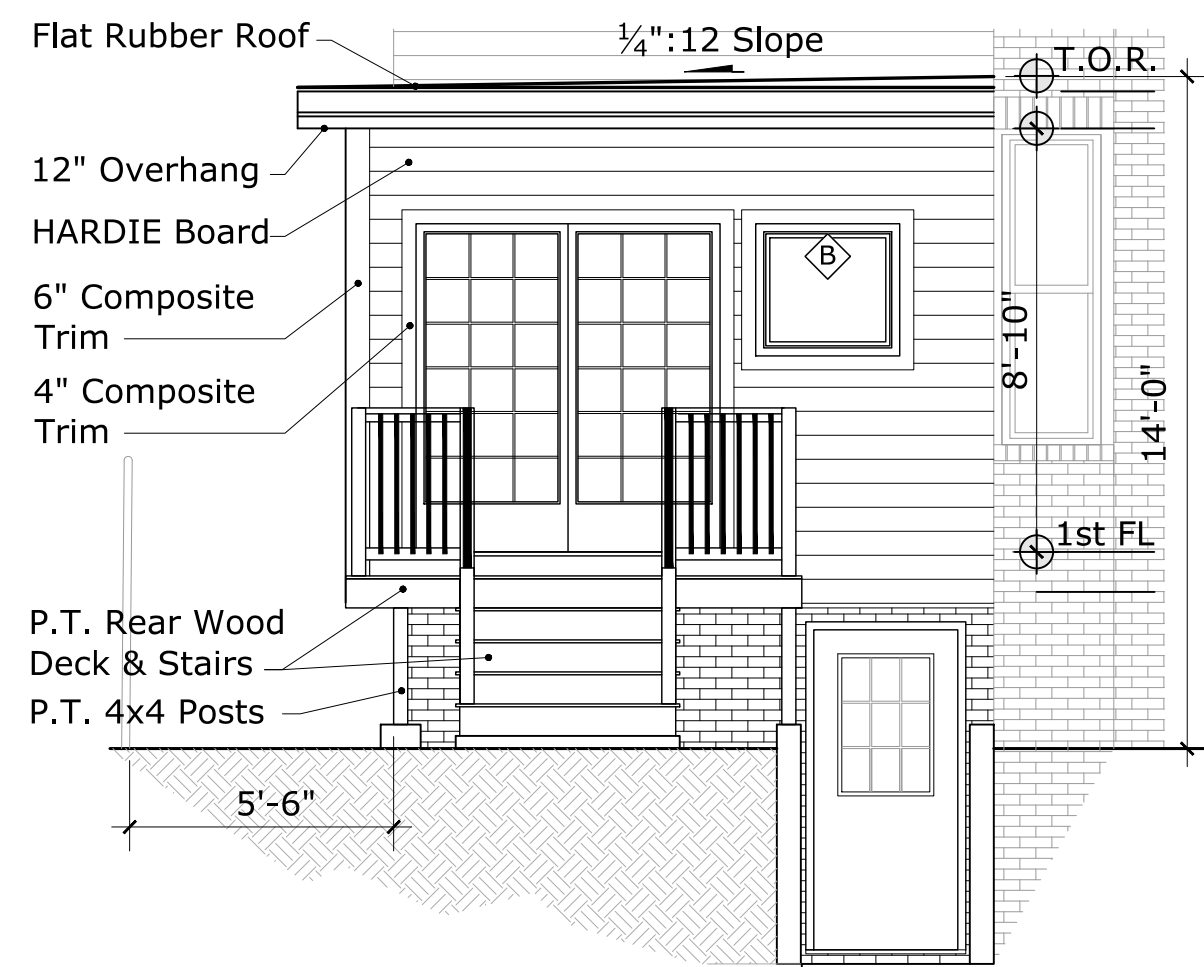 Flat Rubber Roof
¼":12 Slope
T.O.R.
12" Overhang
HARDIE Board
B
6" Composite
Trim
8'-10"
4" Composite
Trim
14'-0"
1st FL
P.T. Rear Wood
Deck & Stairs
P.T. 4x4 Posts
5'-6"